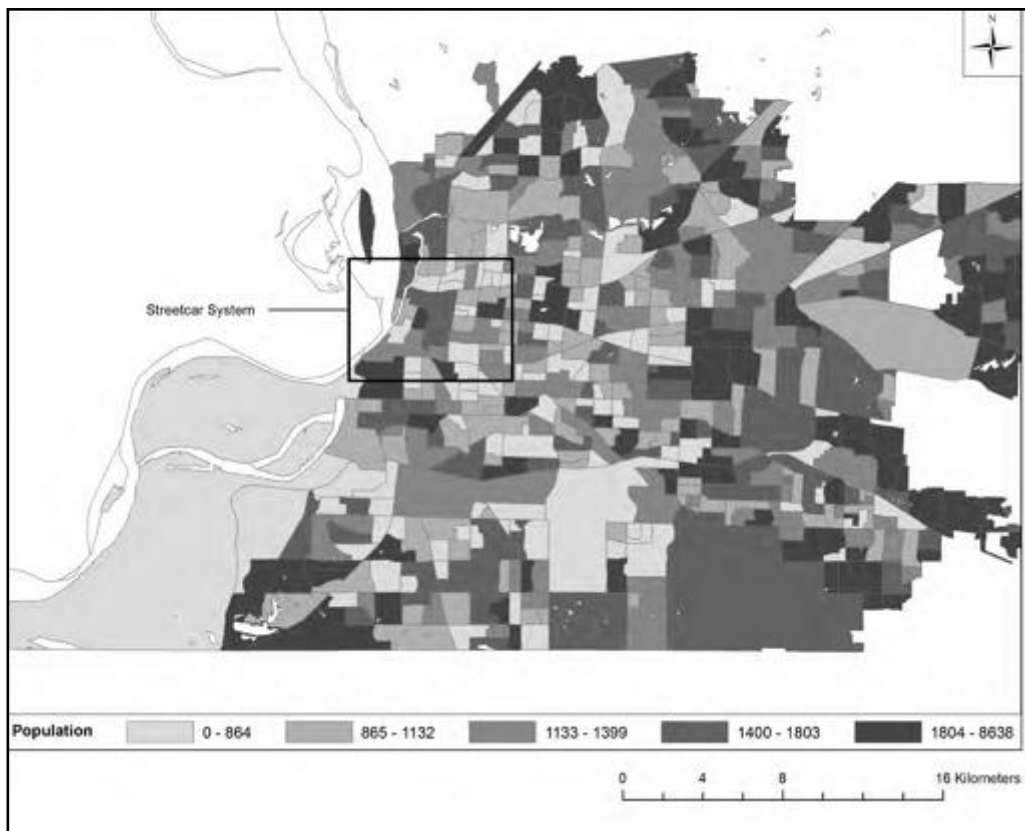 N
Streetcar System
Population 0 - 864 865 - 1132 1133 - 1399 1400 - 1803 1804 - 8638
0 4 8 16 Kilometers